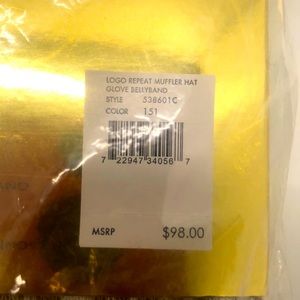 LOGO REPEAT MUFFLER HAT
GLOVE BELLYBAND
STYLE 538601C
COLOR 151
7 22947 34056 7
MSRP $98.00